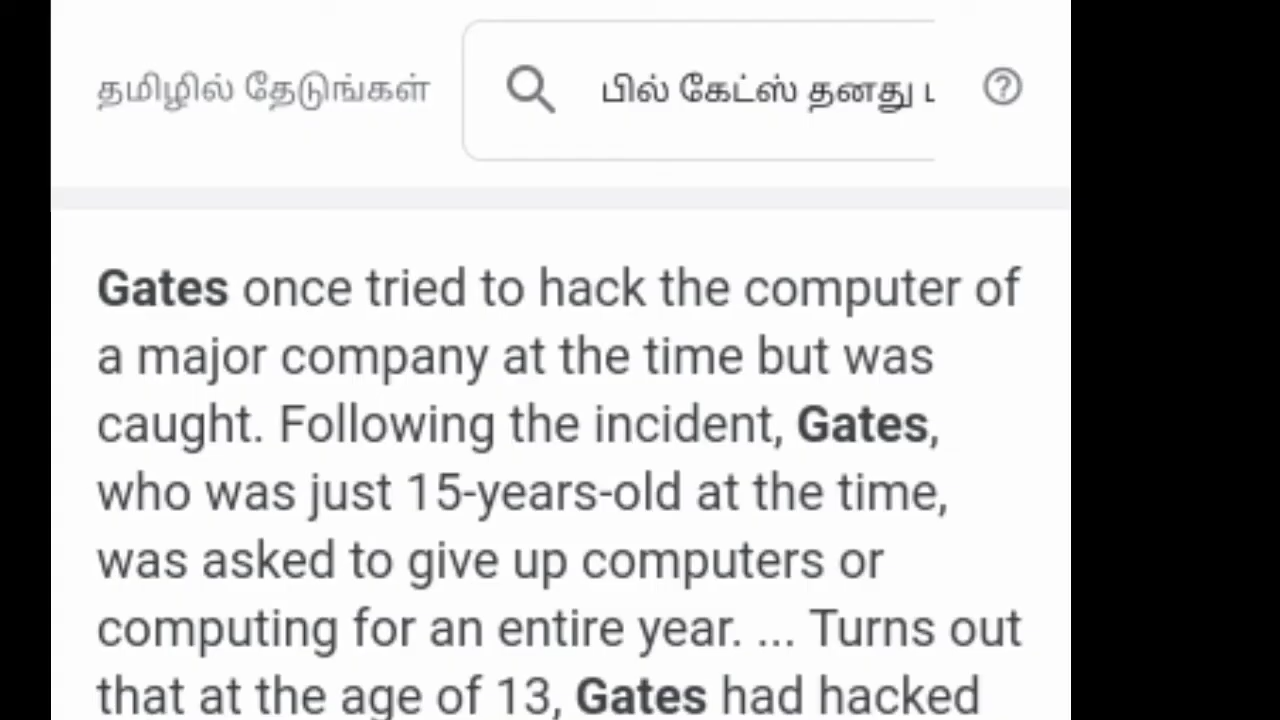 தமிழில் தேடுங்கள்
பில் கேட்ஸ் தனது
Gates once tried to hack the computer of
a major company at the time but was
caught. Following the incident, Gates,
who was just 15-years-old at the time,
was asked to give up computers or
computing for an entire year. ... Turns out
that at the age of 13, Gates had hacked